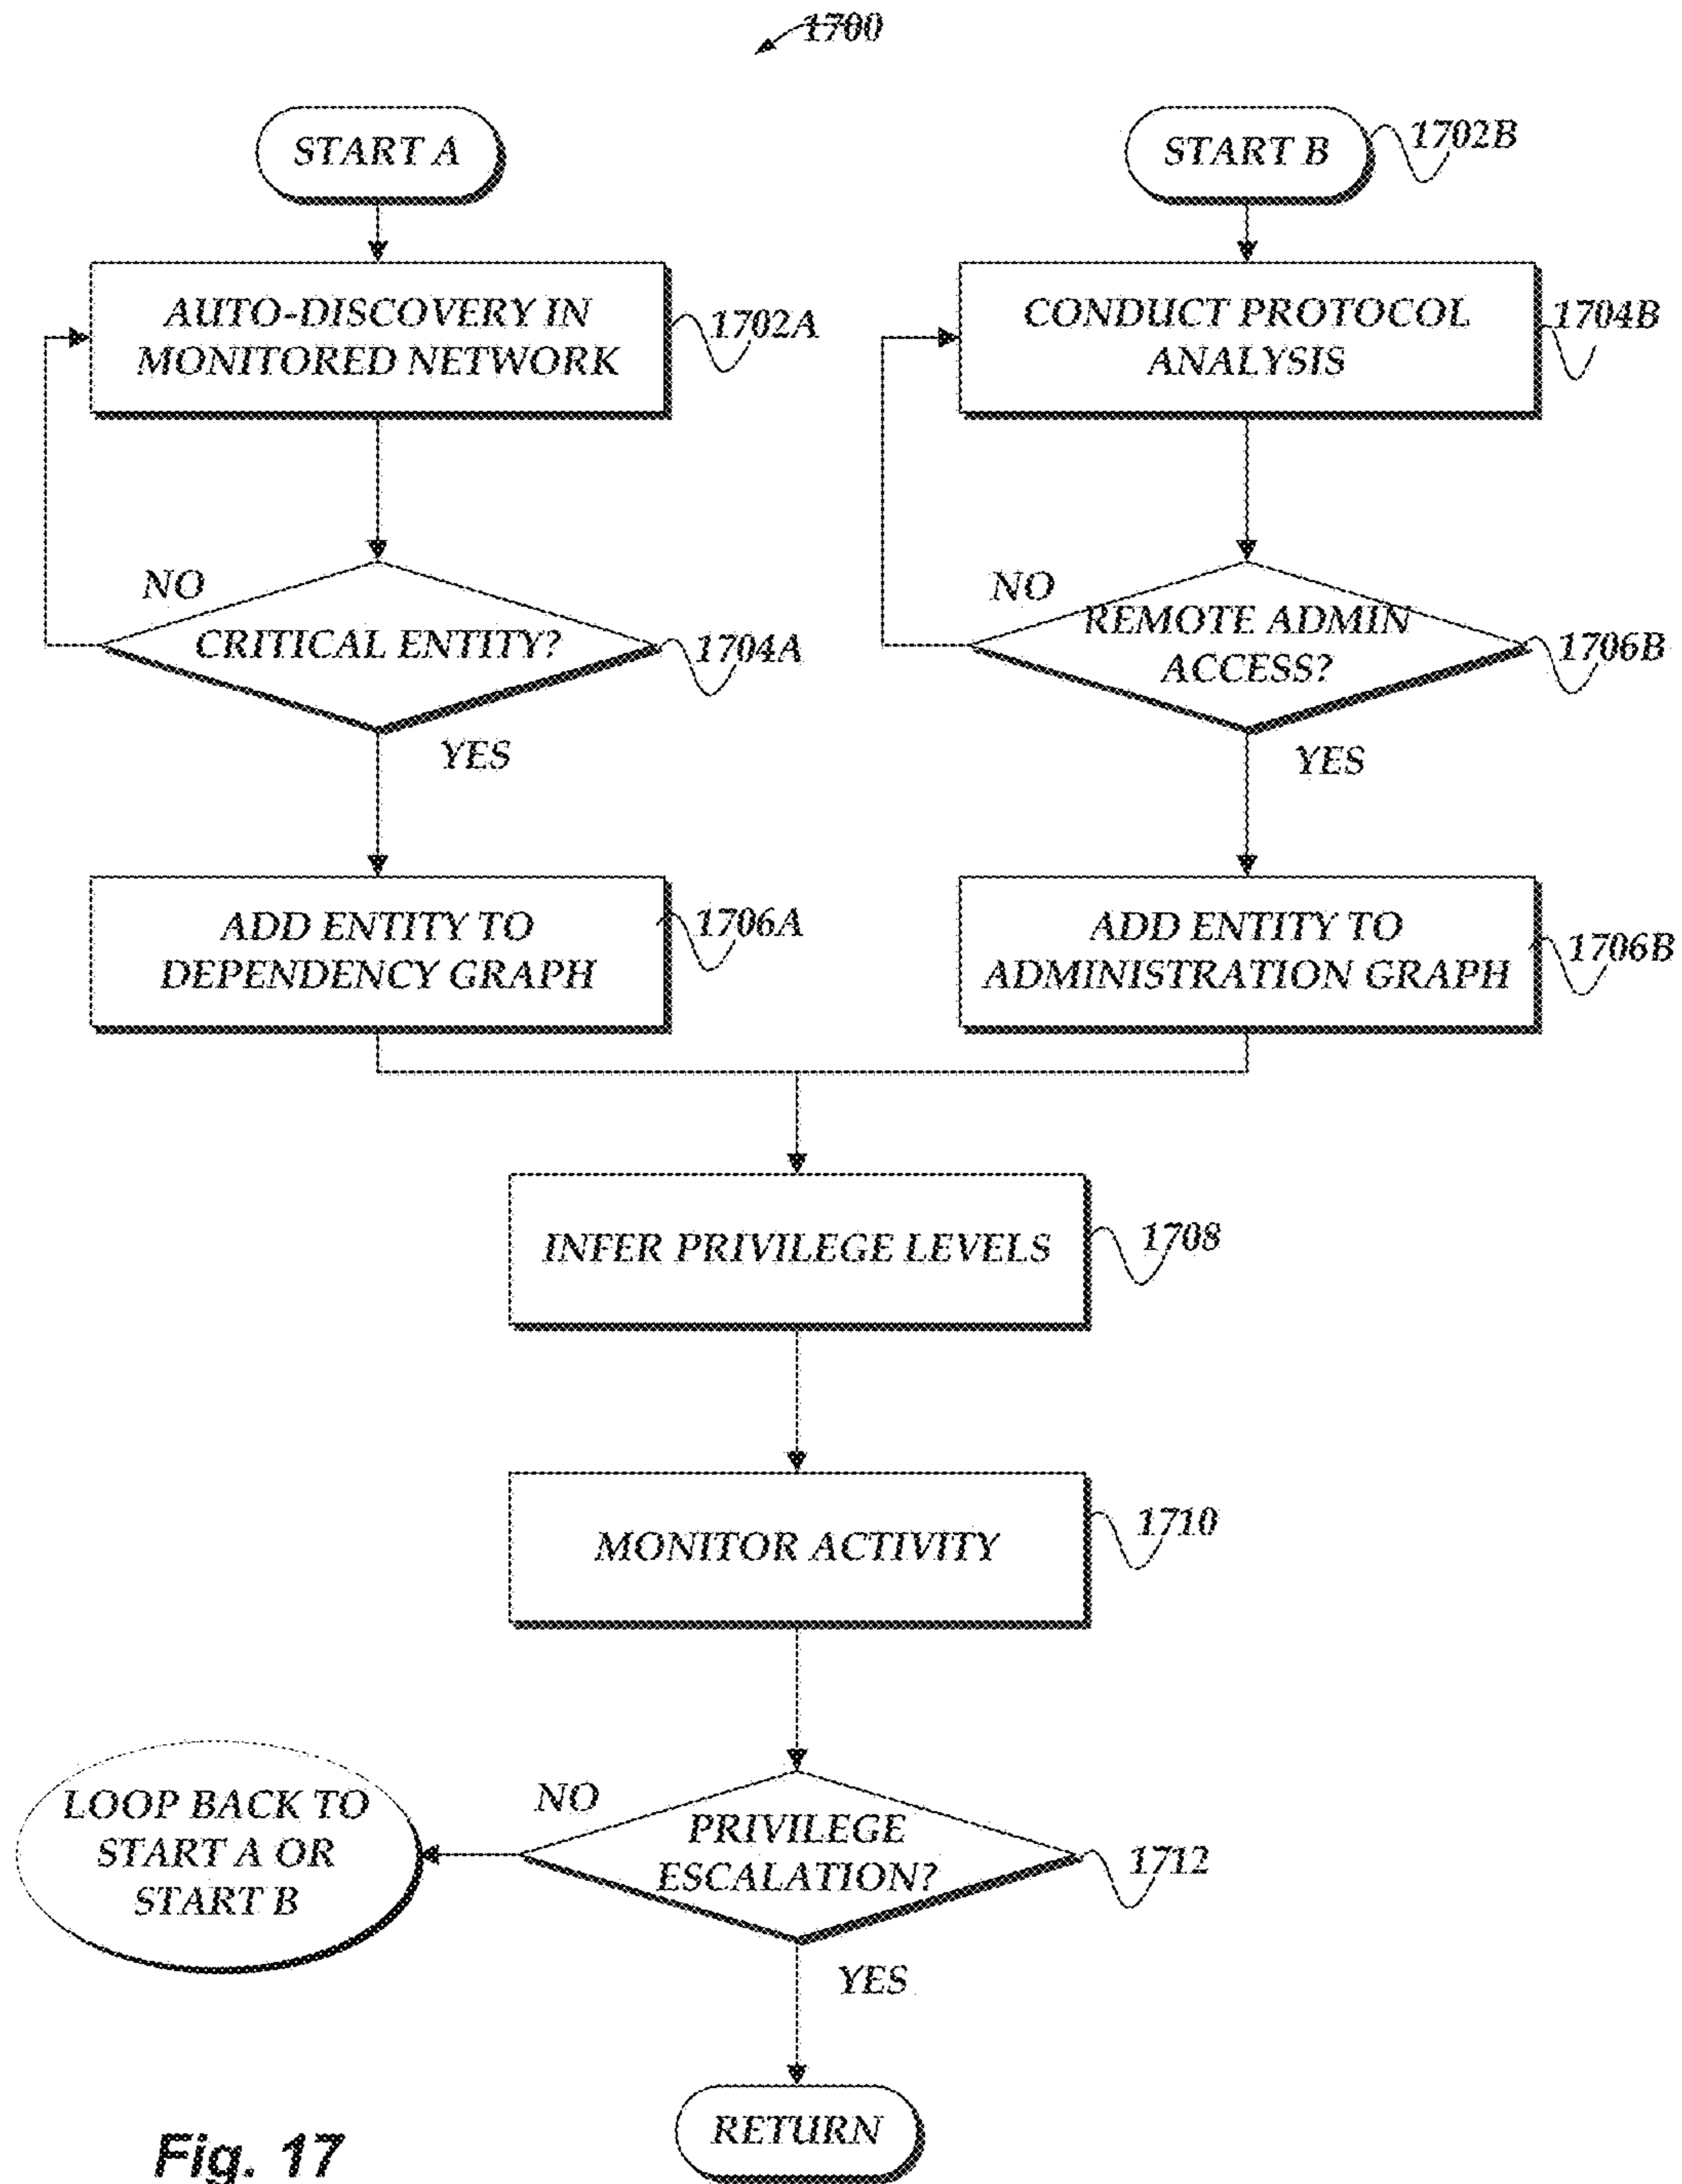 1700
START A
START B
1702B
AUTO-DISCOVERY IN
MONITORED NETWORK
1702A
CONDUCT PROTOCOL
ANALYSIS
1704B
NO
CRITICAL ENTITY?
1704A
YES
NO
REMOTE ADMIN
ACCESS?
1706B
YES
ADD ENTITY TO
DEPENDENCY GRAPH
1706A
ADD ENTITY TO
ADMINISTRATION GRAPH
1706B
INFER PRIVILEGE LEVELS
1708
MONITOR ACTIVITY
1710
LOOP BACK TO
START A OR
START B
NO
PRIVILEGE
ESCALATION?
1712
YES
RETURN
Fig. 17